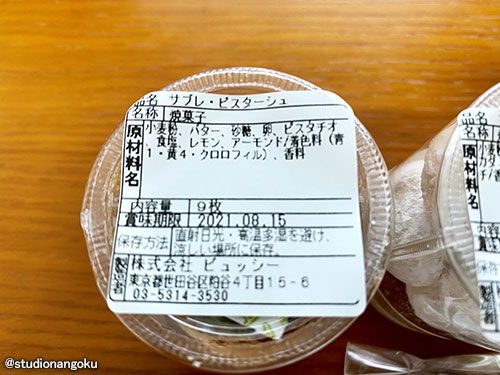 品名 サブレ・ピスターシュ
名称 焼菓子
原材料名 小麦粉、バター、砂糖、卵、ピスタチオ
、食塩、レモン、アーモンド/着色料(青
1・黄4・クロロフィル)、香料
内容量 9枚
賞味期限 2021.08.15
保存方法 直射日光・高温多湿を避け、
涼しい場所に保存。
製造者 株式会社 ピュッシー
東京都世田谷区粕谷4丁目15-6
03-5314-3530
@studionangoku